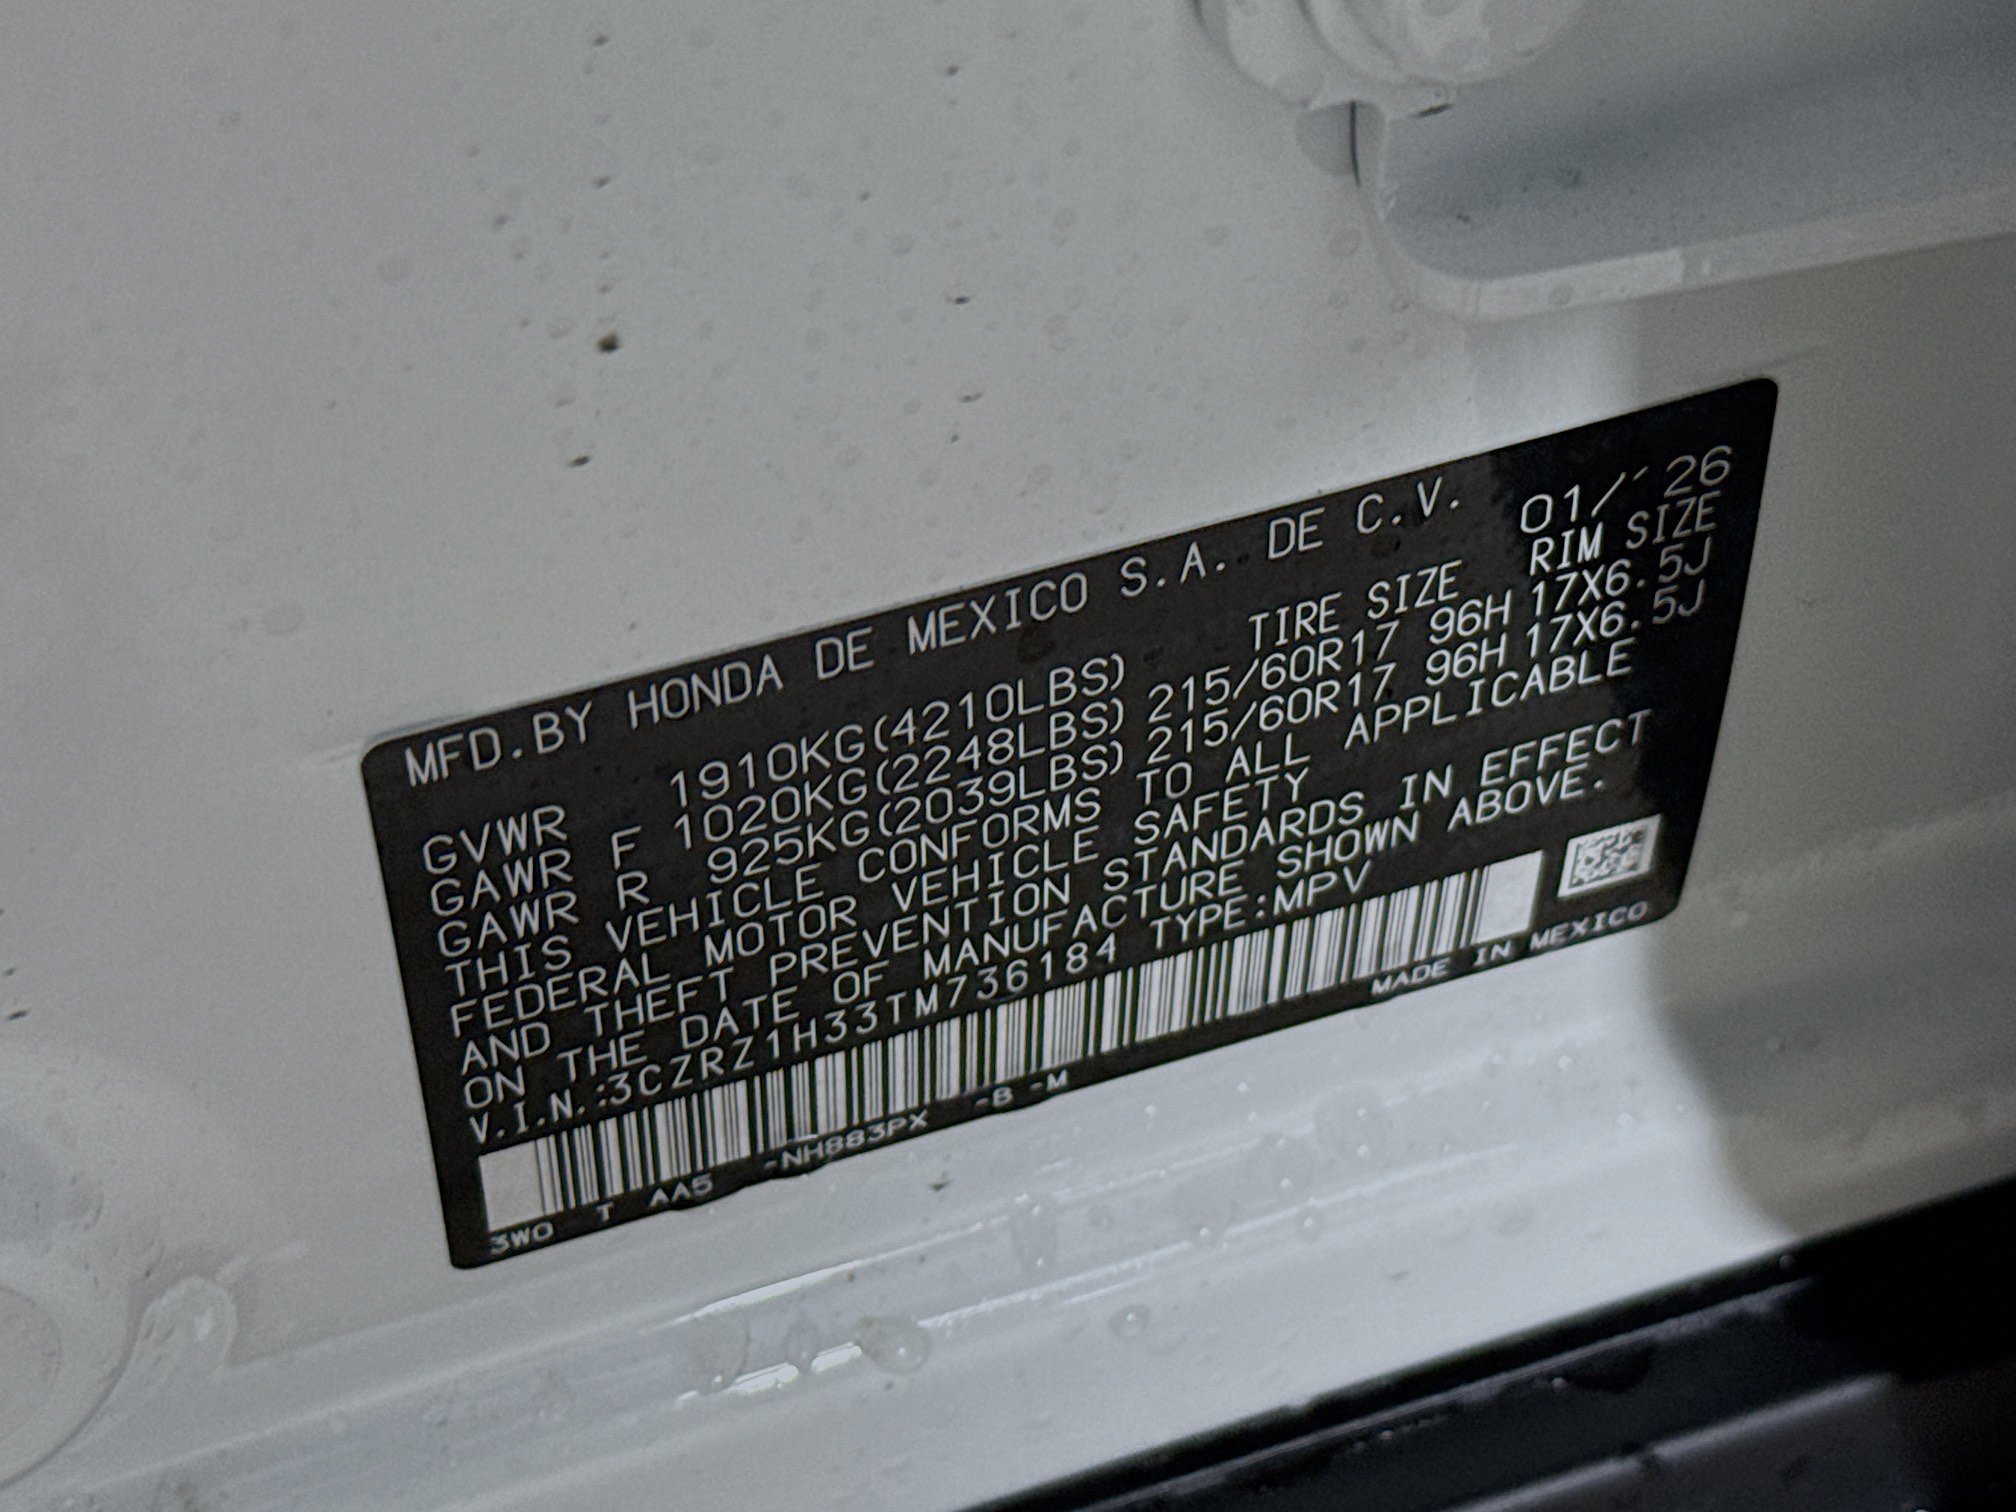 MFD.BY HONDA DE MEXICO S.A. DE C.V. 01/'26
TIRE SIZE RIM SIZE
GVWR 1910KG(4210LBS)
GAWR F 1020KG(2248LBS) 215/60R17 96H 17X6.5J
GAWR R 925KG(2039LBS) 215/60R17 96H 17X6.5J
THIS VEHICLE CONFORMS TO ALL APPLICABLE
FEDERAL MOTOR VEHICLE SAFETY
AND THEFT PREVENTION STANDARDS IN EFFECT
ON THE DATE OF MANUFACTURE SHOWN ABOVE.
V.I.N.:3CZRZ1H33TM736184 TYPE:MPV
3W0 T AA5 -NH883PX -B -M MADE IN MEXICO